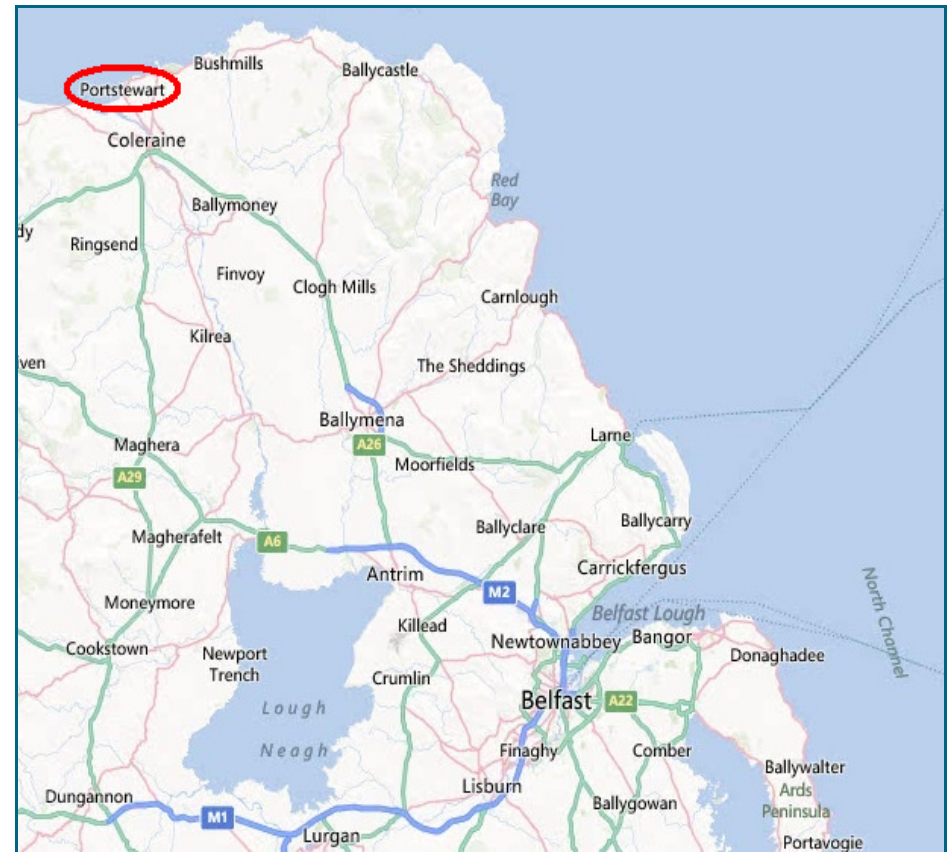 Bushmills
Ballycastle
Portstewart
Coleraine
Red
Bay
Ballymoney
dy
Ringsend
Finvoy
Clogh Mills
Carnlough
Kilrea
ven
The Sheddings
Ballymena
Larne
A26
Maghera
Moorfields
A29
Ballyclare
Ballycarry
Magherafelt
A6
Carrickfergus
Antrim
M2
North Channel
Moneymore
Belfast Lough
Killead
Newtownabbey
Bangor
Cookstown
Newport
Trench
Donaghadee
Crumlin
Belfast
A22
Lough
Neagh
Finaghy
Comber
Ballywalter
Lisburn
Ards
Peninsula
Dungannon
Ballygowan
M1
Lurgan
Portavogie